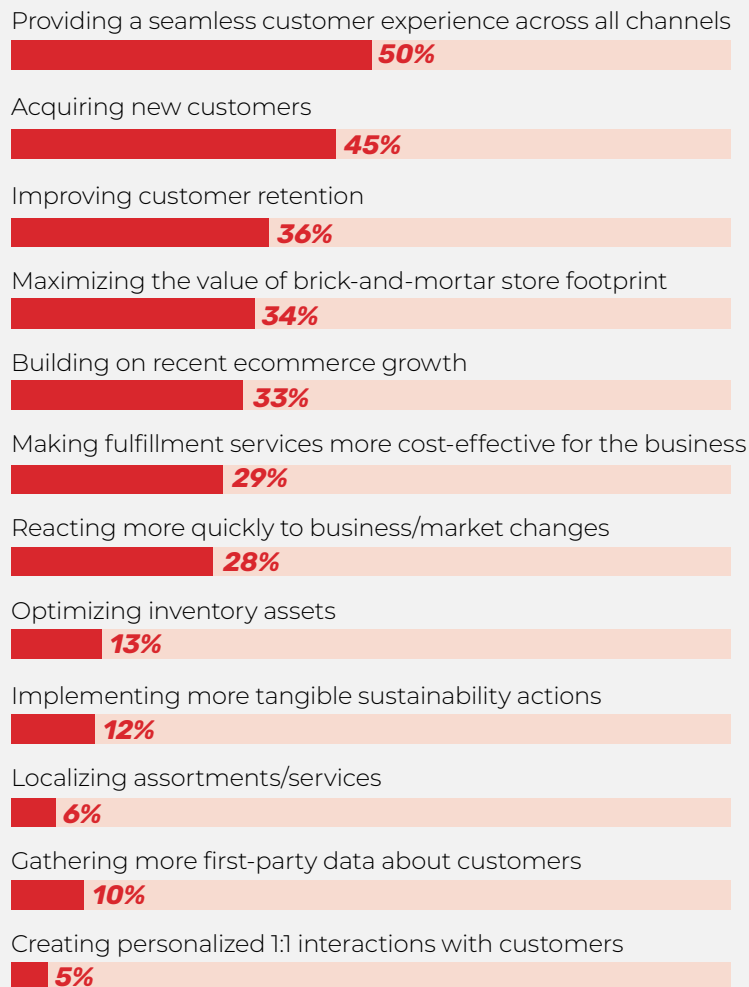 Providing a seamless customer experience across all channels
50%
Acquiring new customers
45%
Improving customer retention
36%
Maximizing the value of brick-and-mortar store footprint
34%
Building on recent ecommerce growth
33%
Making fulfillment services more cost-effective for the business
29%
Reacting more quickly to business/market changes
28%
Optimizing inventory assets
13%
Implementing more tangible sustainability actions
12%
Localizing assortments/services
6%
Gathering more first-party data about customers
10%
Creating personalized 1:1 interactions with customers
5%